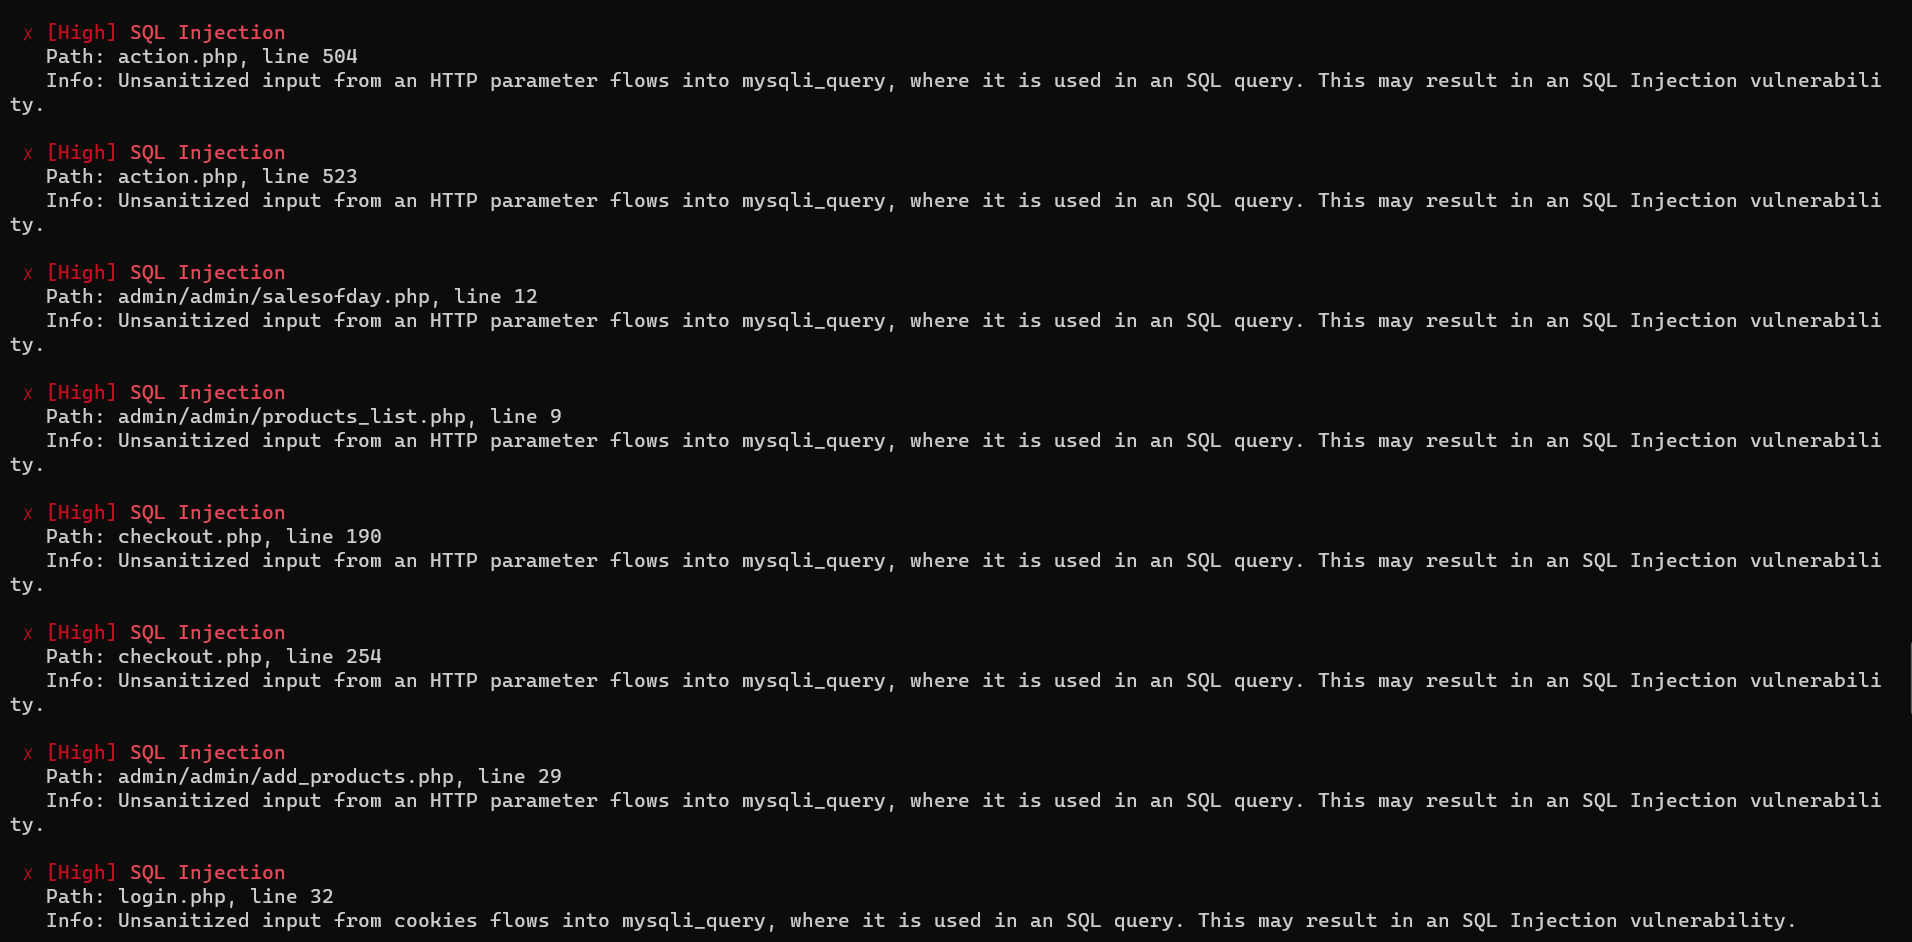 ✗ [High] SQL Injection
Path: action.php, line 504
Info: Unsanitized input from an HTTP parameter flows into mysqli_query, where it is used in an SQL query. This may result in an SQL Injection vulnerabili
ty.
✗ [High] SQL Injection
Path: action.php, line 523
Info: Unsanitized input from an HTTP parameter flows into mysqli_query, where it is used in an SQL query. This may result in an SQL Injection vulnerabili
ty.
✗ [High] SQL Injection
Path: admin/admin/salesofday.php, line 12
Info: Unsanitized input from an HTTP parameter flows into mysqli_query, where it is used in an SQL query. This may result in an SQL Injection vulnerabili
ty.
✗ [High] SQL Injection
Path: admin/admin/products_list.php, line 9
Info: Unsanitized input from an HTTP parameter flows into mysqli_query, where it is used in an SQL query. This may result in an SQL Injection vulnerabili
ty.
✗ [High] SQL Injection
Path: checkout.php, line 190
Info: Unsanitized input from an HTTP parameter flows into mysqli_query, where it is used in an SQL query. This may result in an SQL Injection vulnerabili
ty.
✗ [High] SQL Injection
Path: checkout.php, line 254
Info: Unsanitized input from an HTTP parameter flows into mysqli_query, where it is used in an SQL query. This may result in an SQL Injection vulnerabili
ty.
✗ [High] SQL Injection
Path: admin/admin/add_products.php, line 29
Info: Unsanitized input from an HTTP parameter flows into mysqli_query, where it is used in an SQL query. This may result in an SQL Injection vulnerabili
ty.
✗ [High] SQL Injection
Path: login.php, line 32
Info: Unsanitized input from cookies flows into mysqli_query, where it is used in an SQL query. This may result in an SQL Injection vulnerability.